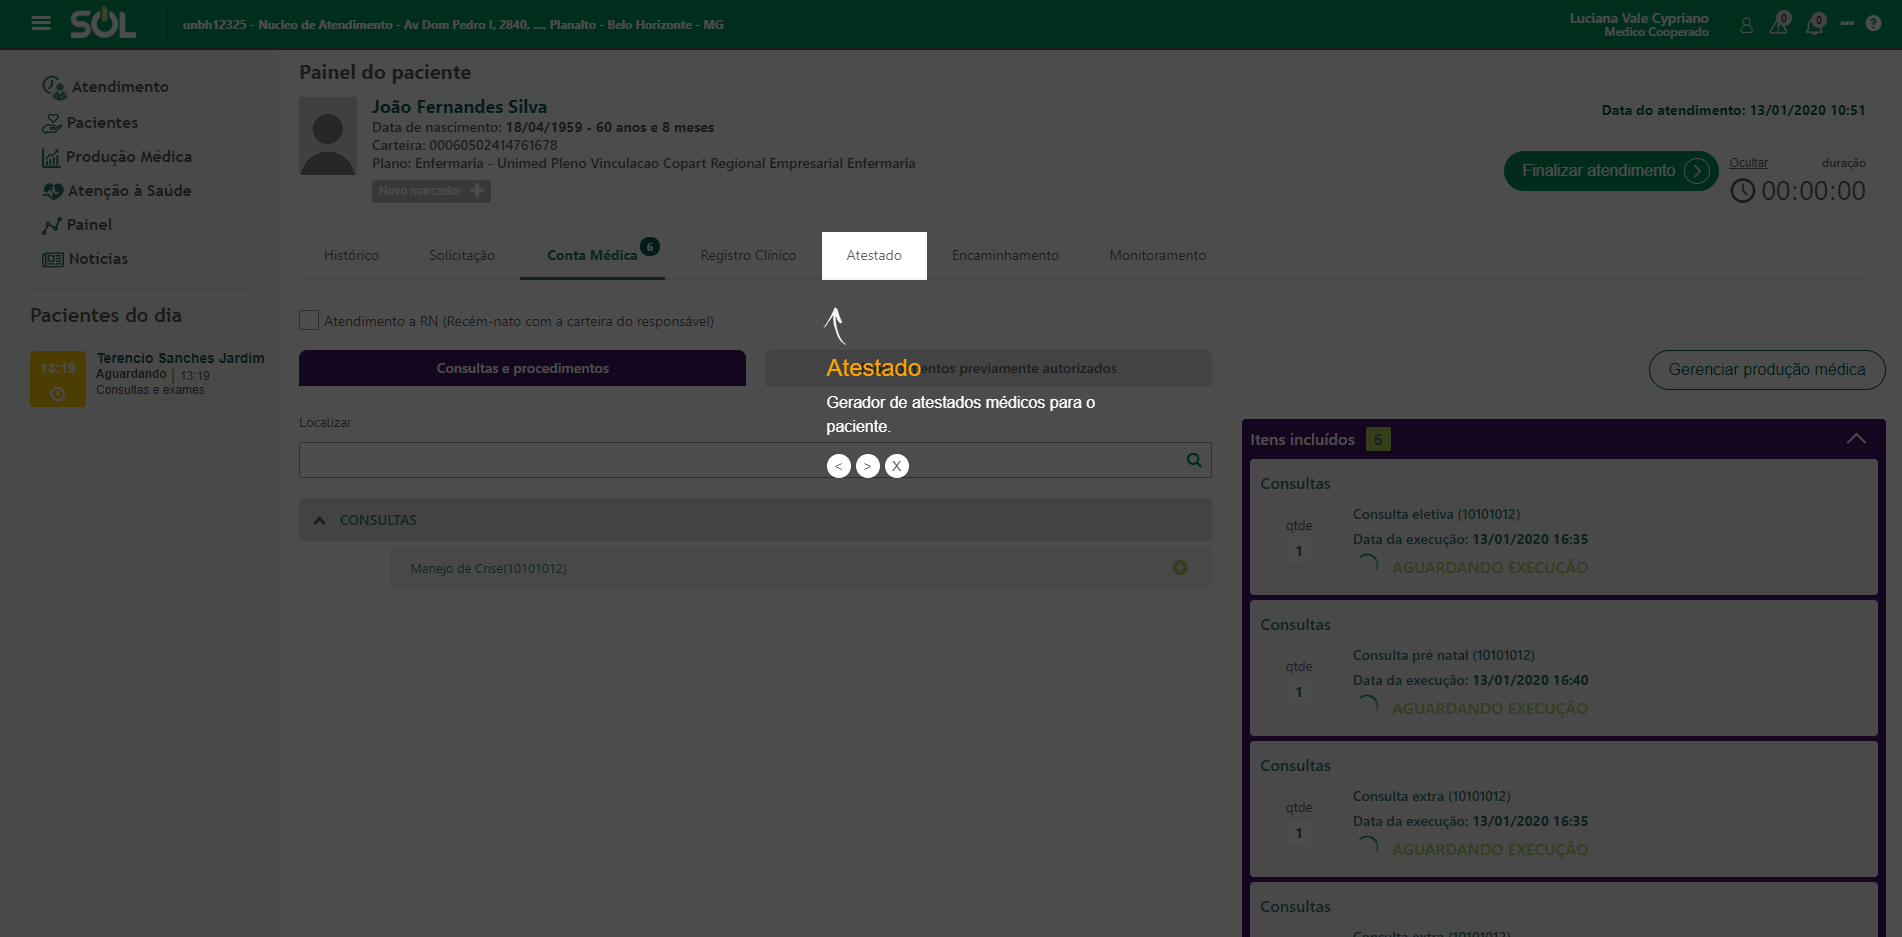 SOL
unbh12325 - Nucleo de Atendimento - Av Dom Pedro I, 2840, ..., Planalto - Belo Horizonte - MG
Luciana Vale Cypriano
Medico Cooperado
0
0
?
Atendimento
Pacientes
Produção Médica
Atenção à Saúde
Painel
Notícias
Pacientes do dia
13:19
Terencio Sanches Jardim
Aguardando | 13:19
Consultas e exames
Painel do paciente
João Fernandes Silva
Data de nascimento: 18/04/1959 - 60 anos e 8 meses
Carteira: 00060502414761678
Plano: Enfermaria - Unimed Pleno Vinculacao Copart Regional Empresarial Enfermaria
Novo marcador
Data do atendimento: 13/01/2020 10:51
Finalizar atendimento
Ocultar
duração
00:00:00
Histórico
Solicitação
Conta Médica
6
Registro Clínico
Atestado
Encaminhamento
Monitoramento
Atendimento a RN (Recém-nato com a carteira do responsável)
Consultas e procedimentos
entos previamente autorizados
Atestado
Gerador de atestados médicos para o
paciente.
< > X
Gerenciar produção médica
Localizar
CONSULTAS
Manejo de Crise(10101012)
Itens incluídos 6
Consultas
qtde
1
Consulta eletiva (10101012)
Data da execução: 13/01/2020 16:35
AGUARDANDO EXECUÇÃO
Consultas
qtde
1
Consulta pré natal (10101012)
Data da execução: 13/01/2020 16:40
AGUARDANDO EXECUÇÃO
Consultas
qtde
1
Consulta extra (10101012)
Data da execução: 13/01/2020 16:35
AGUARDANDO EXECUÇÃO
Consultas
Consulta extra (10101012)